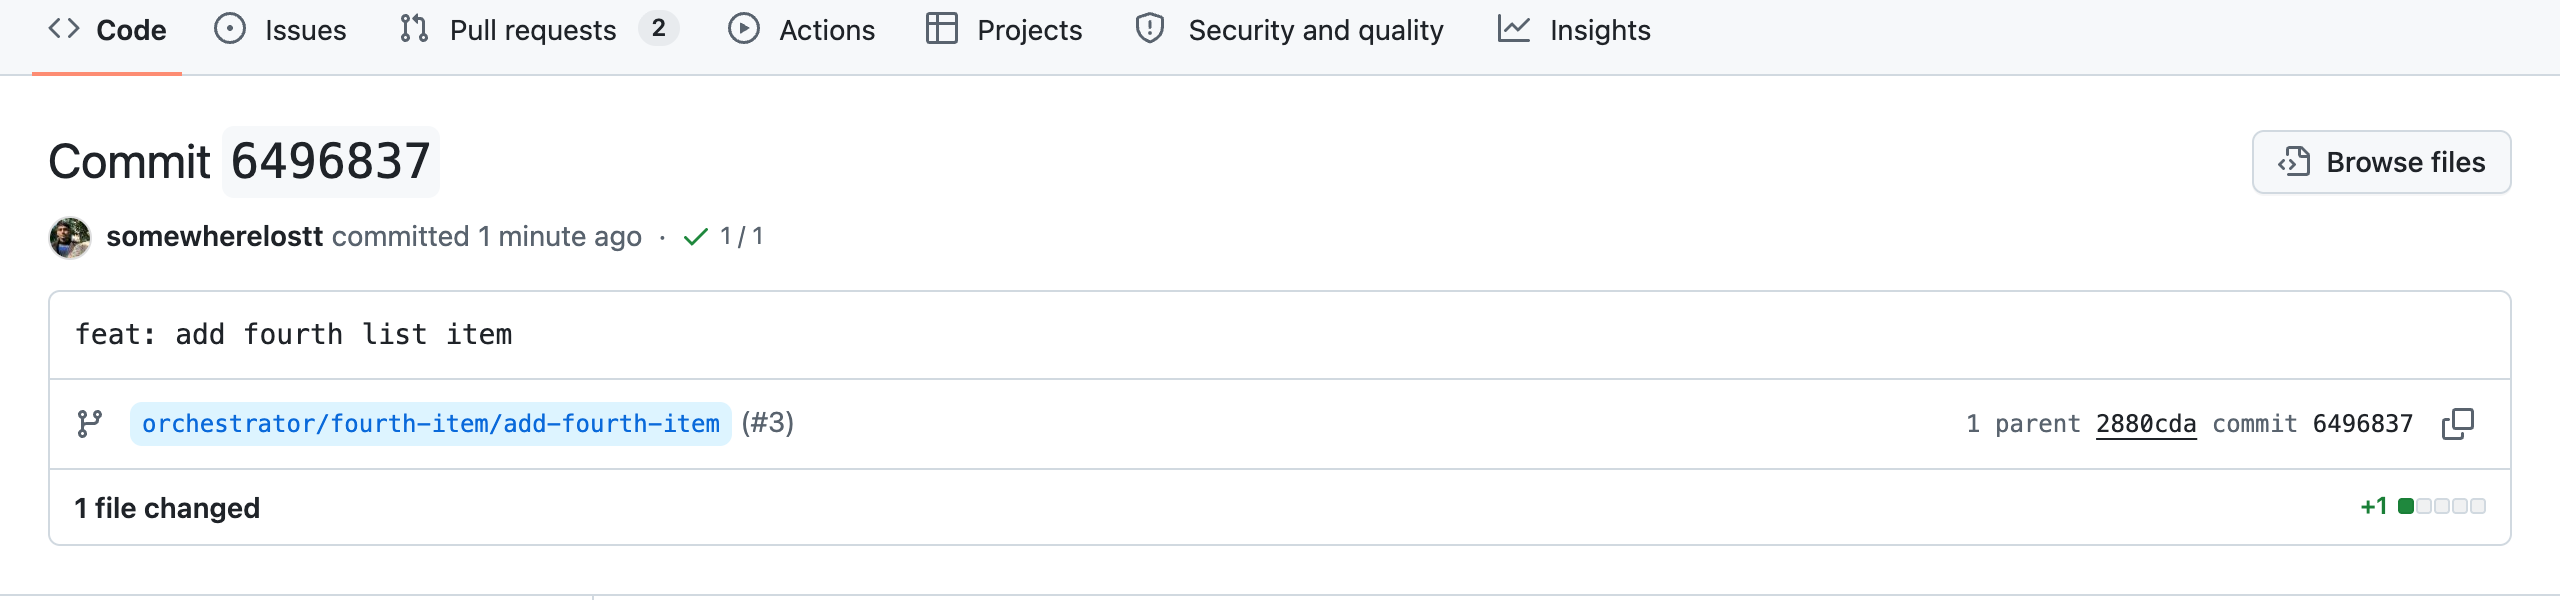 Code Issues Pull requests 2 Actions Projects Security and quality Insights
Commit 6496837
Browse files
somewherelostt committed 1 minute ago · 1 / 1
feat: add fourth list item
orchestrator/fourth-item/add-fourth-item (#3)
1 parent 2880cda commit 6496837
1 file changed
+1